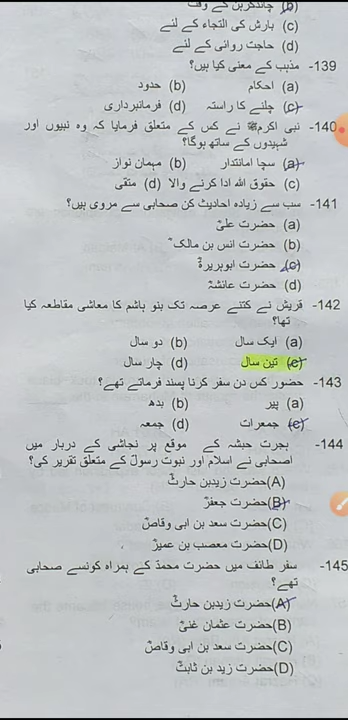 (b) چاندگرہن کے وقت
(c) بارش کی التجاء کے لئے
(d) حاجت روائی کے لئے
139- مذہب کے معنی کیا ہیں؟
(a) احکام (b) حدود
(c) چلنے کا راستہ (d) فرمانبرداری
140- نبی اکرمﷺ نے کس کے متعلق فرمایا کہ وہ نبیوں اور
شہیدوں کے ساتھ ہوگا؟
(a) سچا امانتدار (b) مہمان نواز
(c) حقوق اللہ ادا کرنے والا (d) متقی
141- سب سے زیادہ احادیث کن صحابی سے مروی ہیں؟
(a) حضرت علیؓ
(b) حضرت انس بن مالکؓ
(c) حضرت ابوہریرہؓ
(d) حضرت عائشہؓ
142- قریش نے کتنے عرصہ تک بنو ہاشم کا معاشی مقاطعہ کیا
تھا؟
(a) ایک سال (b) دو سال
(c) تین سال (d) چار سال
143- حضور کس دن سفر کرنا پسند فرماتے تھے؟
(a) پیر (b) بدھ
(c) جمعرات (d) جمعہ
144- ہجرت حبشہ کے موقع پر نجاشی کے دربار میں
صحابی نے اسلام اور نبوت رسولؐ کے متعلق تقریر کی؟
(A) حضرت زیدبن حارثؓ
(B) حضرت جعفرؓ
(C) حضرت سعد بن ابی وقاصؓ
(D) حضرت معصب بن عمیرؓ
145- سفر طائف میں حضرت محمدؐ کے ہمراہ کونسے صحابی
تھے؟
(A) حضرت زیدبن حارثؓ
(B) حضرت عثمان غنیؓ
(C) حضرت سعد بن ابی وقاصؓ
(D) حضرت زید بن ثابتؓ